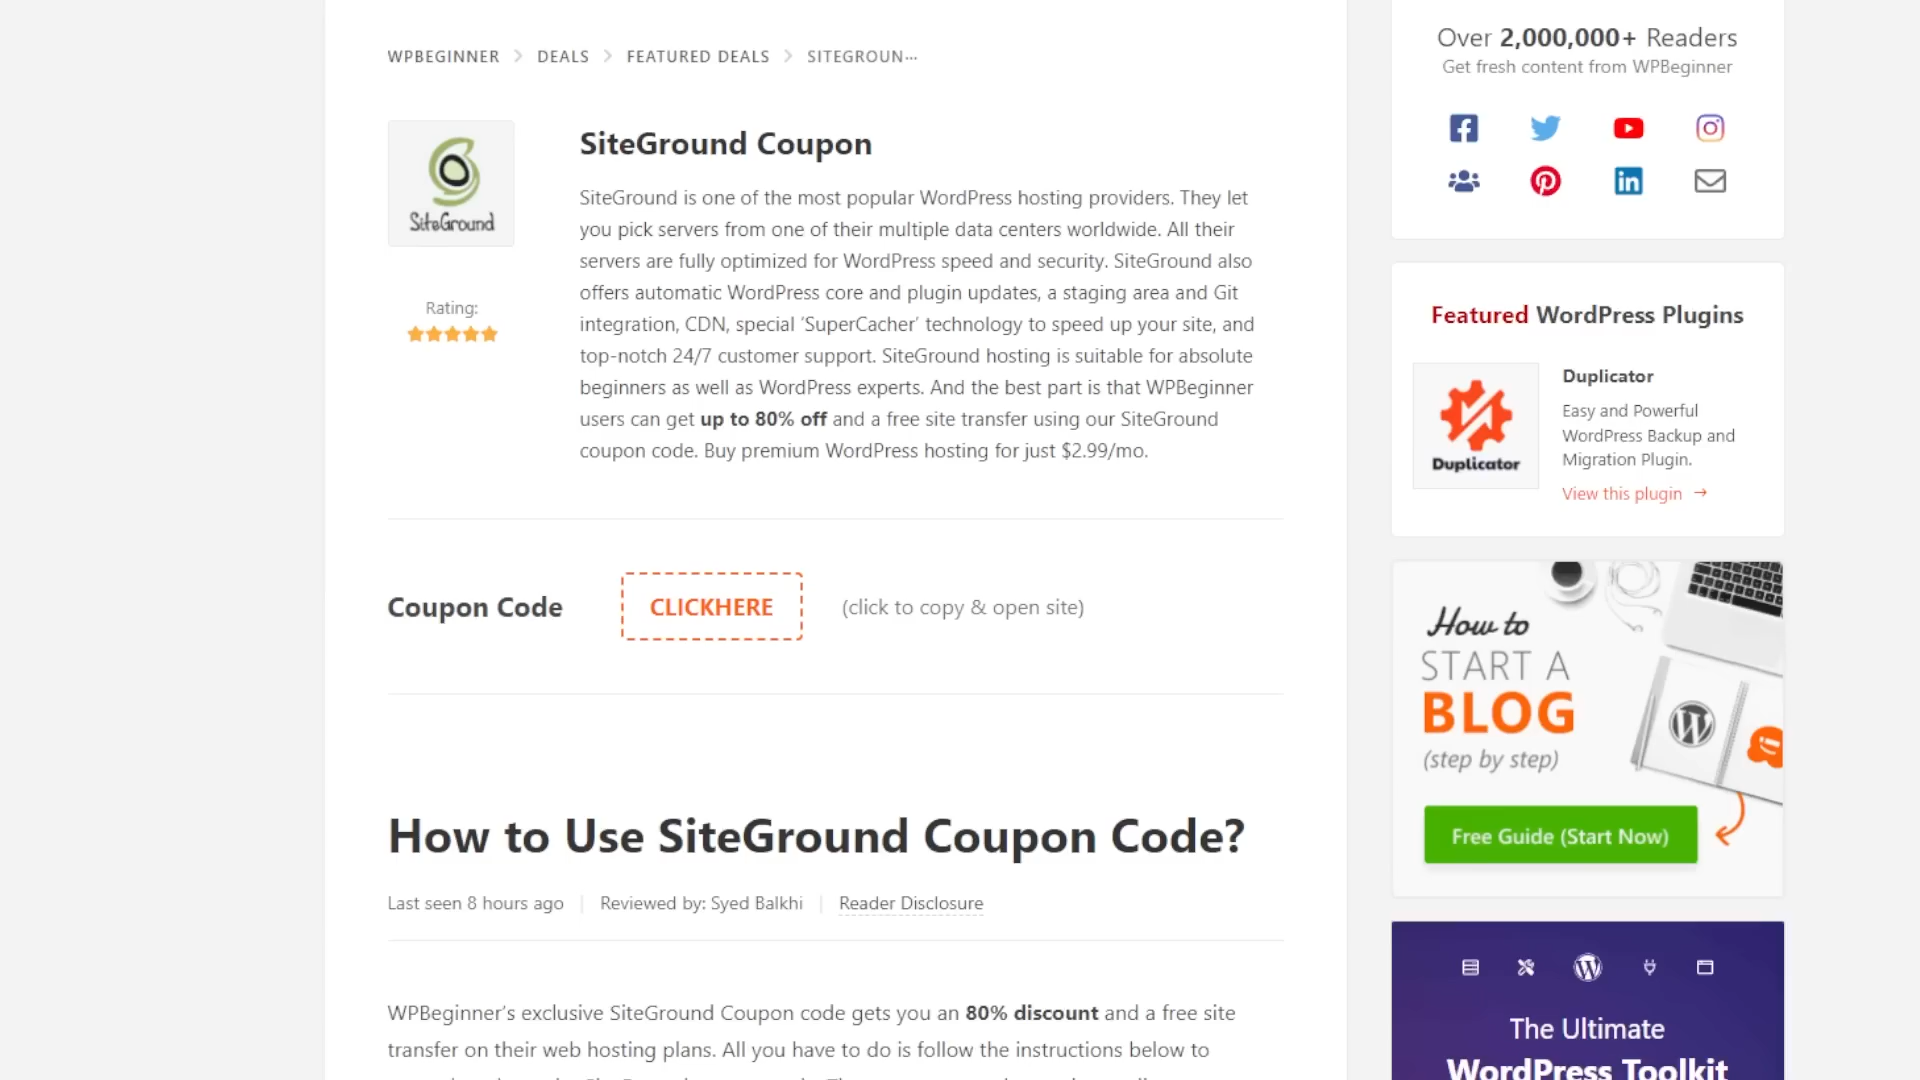 WPBEGINNER > DEALS > FEATURED DEALS > SITEGROUN...
SiteGround
Rating:
SiteGround Coupon
SiteGround is one of the most popular WordPress hosting providers. They let
you pick servers from one of their multiple data centers worldwide. All their
servers are fully optimized for WordPress speed and security. SiteGround also
offers automatic WordPress core and plugin updates, a staging area and Git
integration, CDN, special ‘SuperCacher’ technology to speed up your site, and
top-notch 24/7 customer support. SiteGround hosting is suitable for absolute
beginners as well as WordPress experts. And the best part is that WPBeginner
users can get up to 80% off and a free site transfer using our SiteGround
coupon code. Buy premium WordPress hosting for just $2.99/mo.
Coupon Code
CLICKHERE
(click to copy & open site)
How to Use SiteGround Coupon Code?
Last seen 8 hours ago | Reviewed by: Syed Balkhi | Reader Disclosure
WPBeginner’s exclusive SiteGround Coupon code gets you an 80% discount and a free site
transfer on their web hosting plans. All you have to do is follow the instructions below to
Over 2,000,000+ Readers
Get fresh content from WPBeginner
Featured WordPress Plugins
Duplicator
Duplicator
Easy and Powerful
WordPress Backup and
Migration Plugin.
View this plugin →
How to
START A
BLOG
(step by step)
Free Guide (Start Now)
The Ultimate
WordPress Toolkit